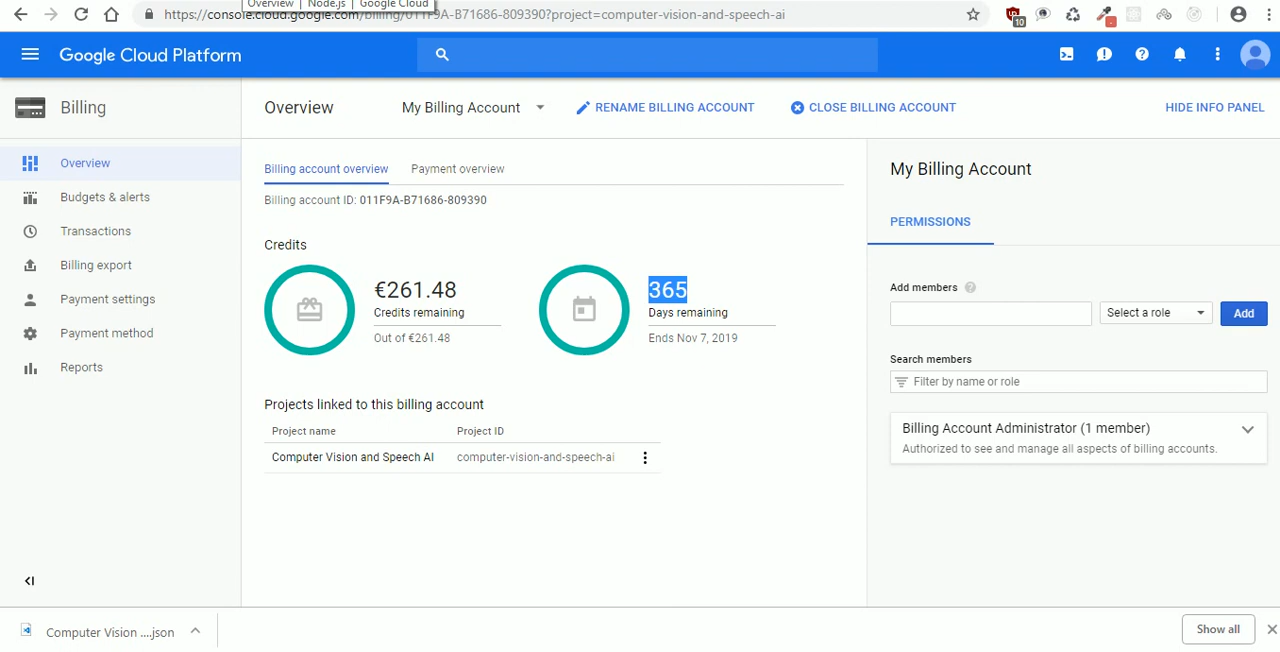 Overview | Node.js | Google Cloud
https://console.cloud.google.com/billing/011F9A-B71686-809390?project=computer-vision-and-speech-ai
10
Google Cloud Platform
Billing
Overview
My Billing Account
RENAME BILLING ACCOUNT
CLOSE BILLING ACCOUNT
HIDE INFO PANEL
Overview
Budgets & alerts
Transactions
Billing export
Payment settings
Payment method
Reports
Billing account overview
Payment overview
Billing account ID: 011F9A-B71686-809390
Credits
€261.48
Credits remaining
Out of €261.48
365
Days remaining
Ends Nov 7, 2019
Projects linked to this billing account
Project name
Project ID
Computer Vision and Speech AI
computer-vision-and-speech-ai
My Billing Account
PERMISSIONS
Add members
Select a role
Add
Search members
Filter by name or role
Billing Account Administrator (1 member)
Authorized to see and manage all aspects of billing accounts.
Computer Vision ....json
Show all